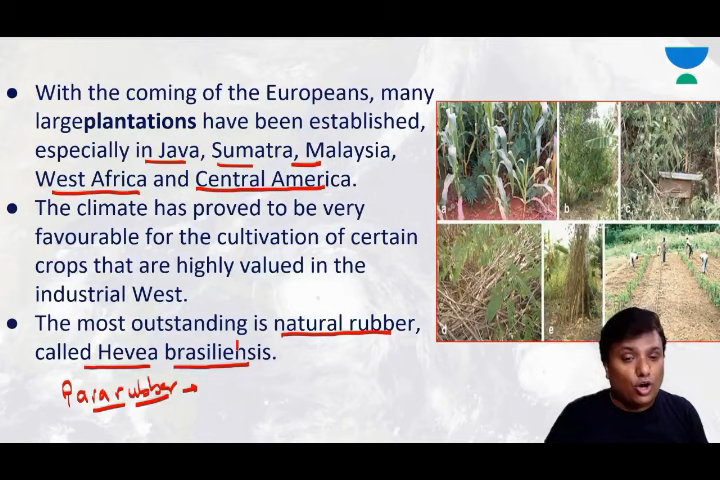 ● With the coming of the Europeans, many
largeplantations have been established,
especially in Java, Sumatra, Malaysia,
West Africa and Central America.
● The climate has proved to be very
favourable for the cultivation of certain
crops that are highly valued in the
industrial West.
● The most outstanding is natural rubber,
called Hevea brasiliehsis.
Pararubber →
a b c
d e